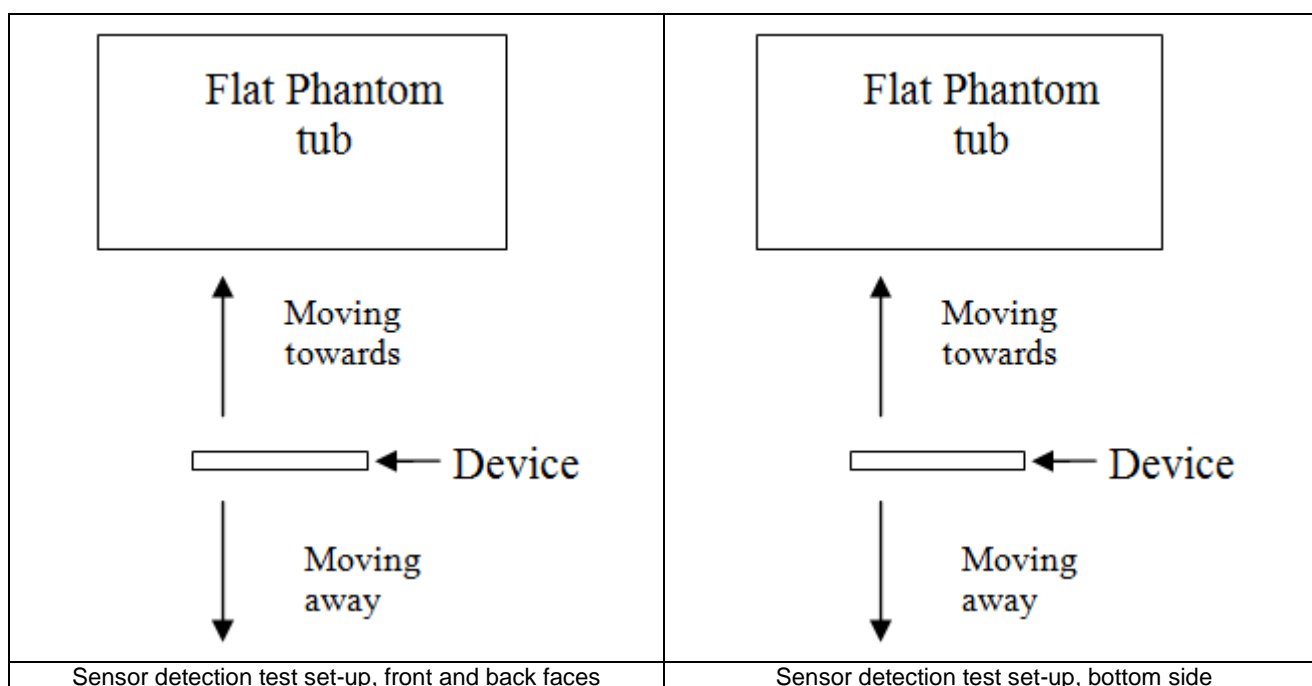 Flat Phantom
tub
Moving
towards
Device
Moving
away
Sensor detection test set-up, front and back faces
Flat Phantom
tub
Moving
towards
Device
Moving
away
Sensor detection test set-up, bottom side